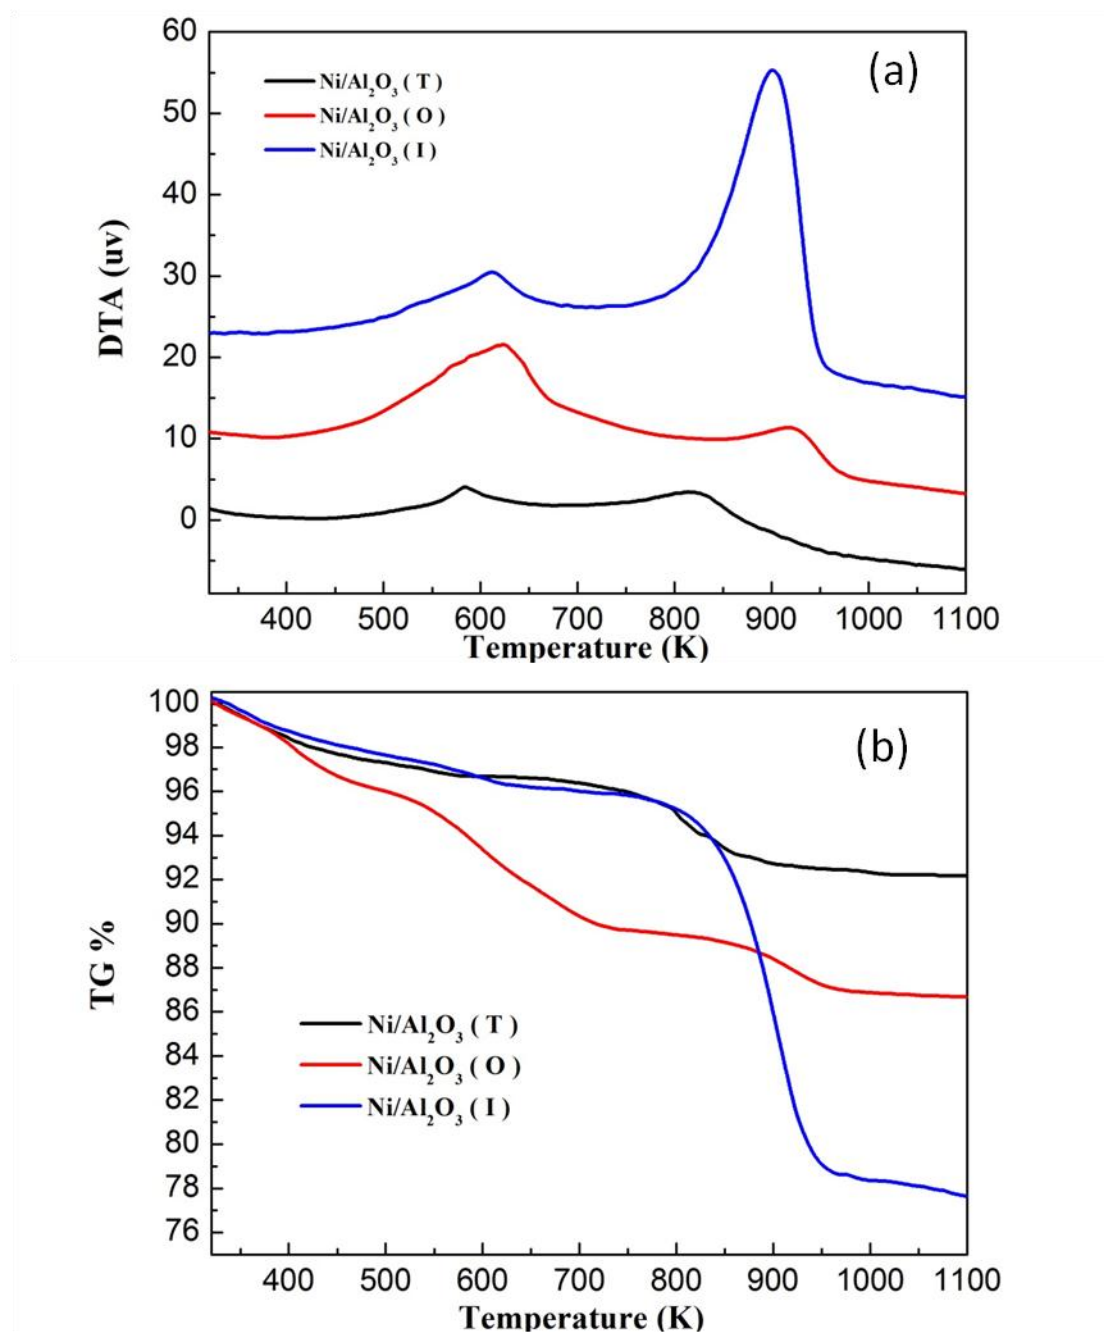 60
(a)
Ni/Al₂O₃ ( T )
50
Ni/Al₂O₃ ( O )
Ni/Al₂O₃ ( I )
40
30
20
10
0
DTA (uv)
400 500 600 700 800 900 1000 1100
Temperature (K)
100
(b)
98
96
94
92
90
88
86
Ni/Al₂O₃ ( T )
84
Ni/Al₂O₃ ( O )
82
Ni/Al₂O₃ ( I )
80
78
76
TG %
400 500 600 700 800 900 1000 1100
Temperature (K)